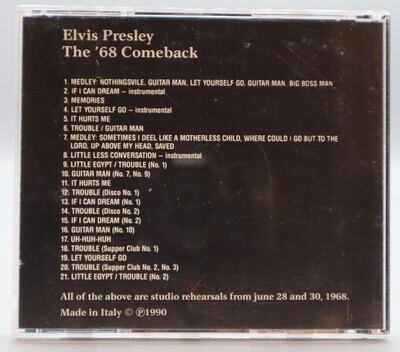 Elvis Presley
The '68 Comeback
1. MEDLEY: NOTHINGSVILE, GUITAR MAN, LET YOURSELF GO, GUITAR MAN, BIG BOSS MAN
2. IF I CAN DREAM – instrumental
3. MEMORIES
4. LET YOURSELF GO – instrumental
5. IT HURTS ME
6. TROUBLE / GUITAR MAN
7. MEDLEY: SOMETIMES I DEEL LIKE A MOTHERLESS CHILD, WHERE COULD I GO BUT TO THE
LORD, UP ABOVE MY HEAD, SAVED
8. LITTLE LESS CONVERSATION – instrumental
9. LITTLE EGYPT / TROUBLE (No. 1)
10. GUITAR MAN (No. 7, No. 9)
11. IT HURTS ME
12. TROUBLE (Disco No. 1)
13. IF I CAN DREAM (No. 1)
14. TROUBLE (Disco No. 2)
15. IF I CAN DREAM (No. 2)
16. GUITAR MAN (No. 10)
17. UH-HUH-HUH
18. TROUBLE (Supper Club No. 1)
19. LET YOURSELF GO
20. TROUBLE (Supper Club No. 2, No. 3)
21. LITTLE EGYPT / TROUBLE (No. 2)
All of the above are studio rehearsals from june 28 and 30, 1968.
Made in Italy © ℗1990